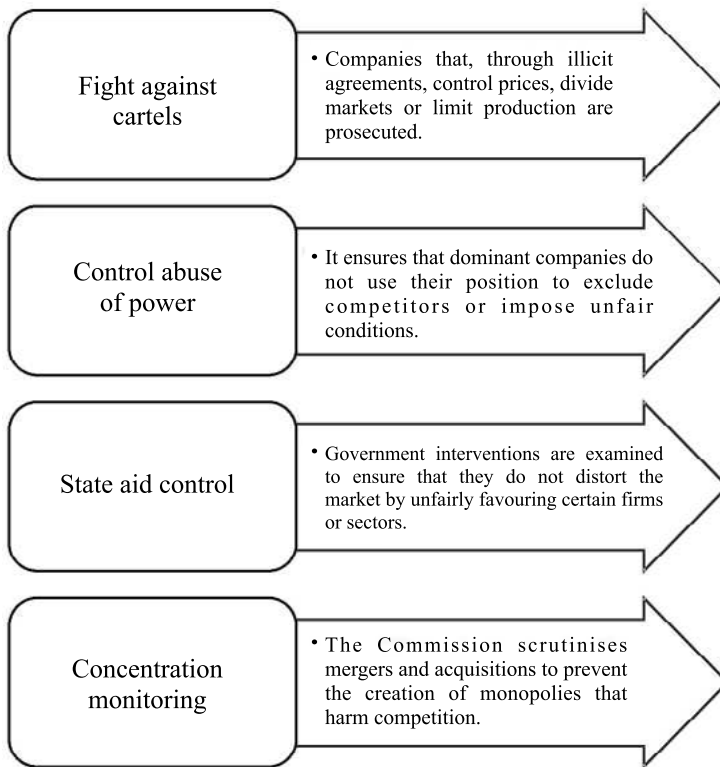 Fight against
cartels
• Companies that, through illicit
agreements, control prices, divide
markets or limit production are
prosecuted.
Control abuse
of power
• It ensures that dominant companies do
not use their position to exclude
competitors or impose unfair
conditions.
State aid control
• Government interventions are examined
to ensure that they do not distort the
market by unfairly favouring certain firms
or sectors.
Concentration
monitoring
• The Commission scrutinises
mergers and acquisitions to prevent
the creation of monopolies that
harm competition.